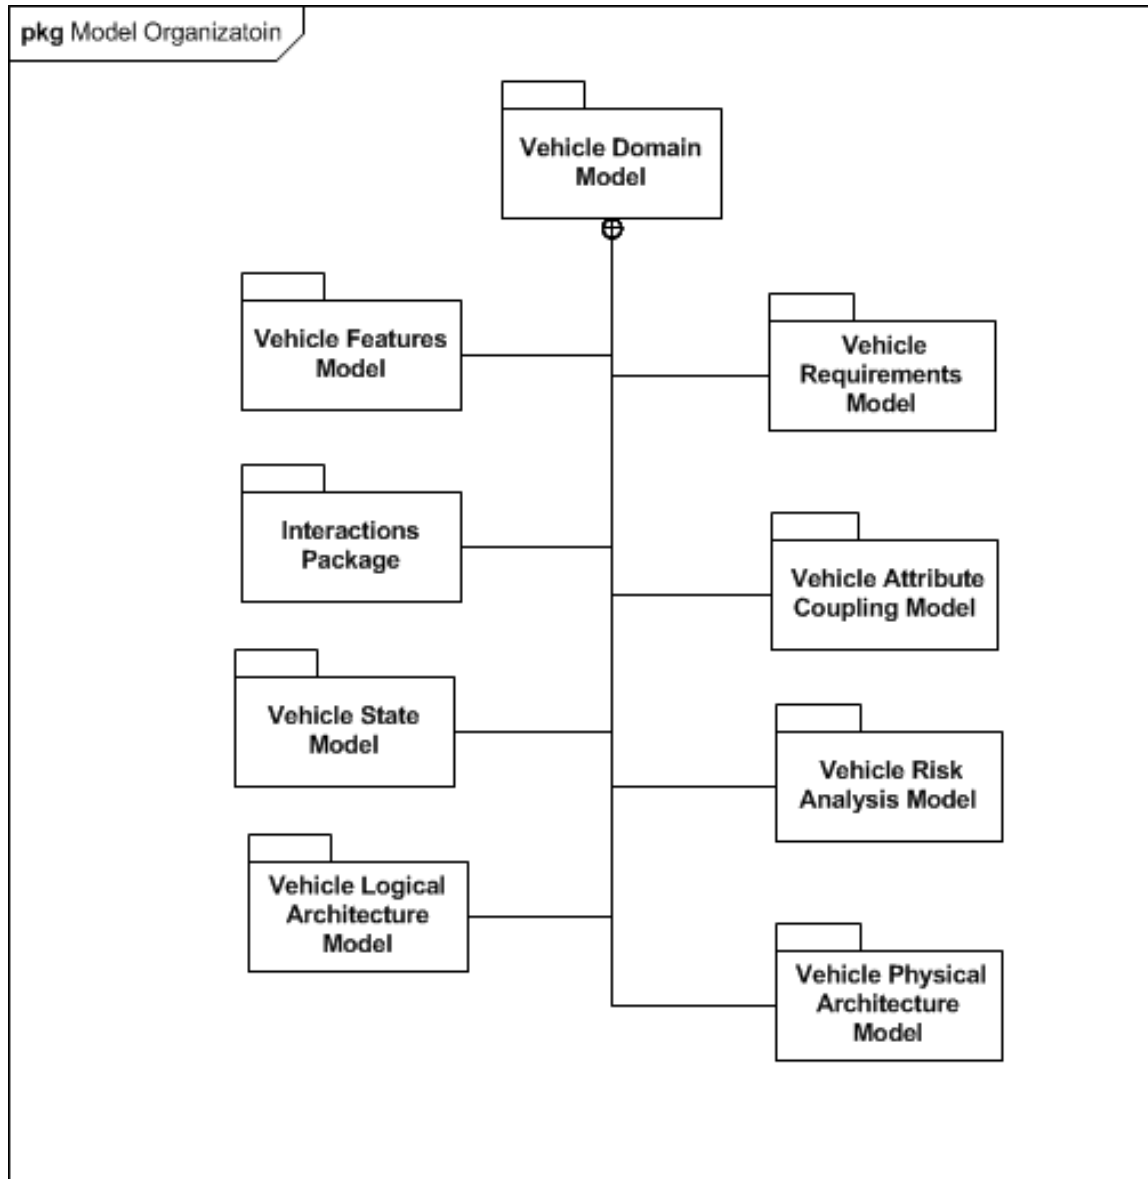 pkg Model Organizatoin
Vehicle Domain
Model
Vehicle Features
Model
Vehicle
Requirements
Model
Interactions
Package
Vehicle Attribute
Coupling Model
Vehicle State
Model
Vehicle Risk
Analysis Model
Vehicle Logical
Architecture
Model
Vehicle Physical
Architecture
Model